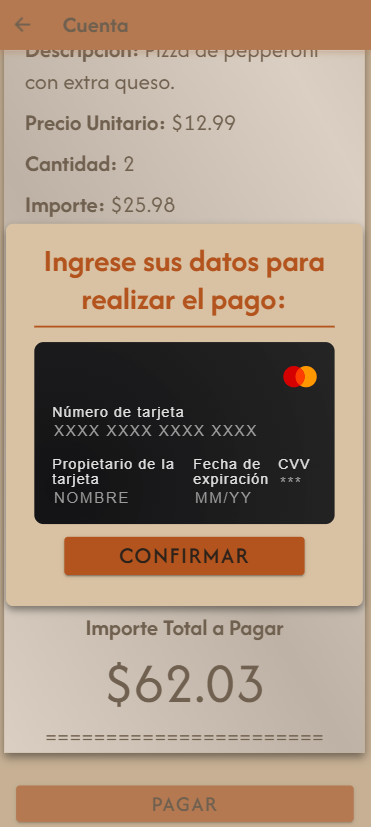 Cuenta
Descripción: Pizza de pepperoni
con extra queso.
Precio Unitario: $12.99
Cantidad: 2
Importe: $25.98
Ingrese sus datos para
realizar el pago:
Número de tarjeta
XXXX XXXX XXXX XXXX
Propietario de la tarjeta
NOMBRE
Fecha de expiración
MM/YY
CVV
***
CONFIRMAR
Importe Total a Pagar
$62.03
========================
PAGAR